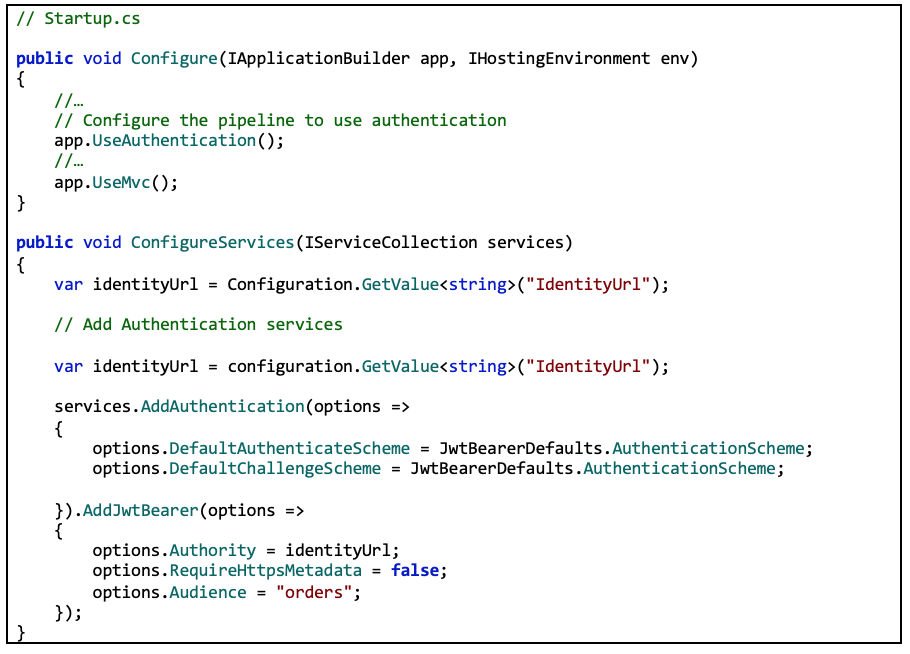 // Startup.cs
public void Configure(IApplicationBuilder app, IHostingEnvironment env)
{
    //…
    // Configure the pipeline to use authentication
    app.UseAuthentication();
    //…
    app.UseMvc();
}
public void ConfigureServices(IServiceCollection services)
{
    var identityUrl = Configuration.GetValue<string>("IdentityUrl");
    // Add Authentication services
    var identityUrl = configuration.GetValue<string>("IdentityUrl");
    services.AddAuthentication(options =>
    {
        options.DefaultAuthenticateScheme = JwtBearerDefaults.AuthenticationScheme;
        options.DefaultChallengeScheme = JwtBearerDefaults.AuthenticationScheme;
    }).AddJwtBearer(options =>
    {
        options.Authority = identityUrl;
        options.RequireHttpsMetadata = false;
        options.Audience = "orders";
    });
}